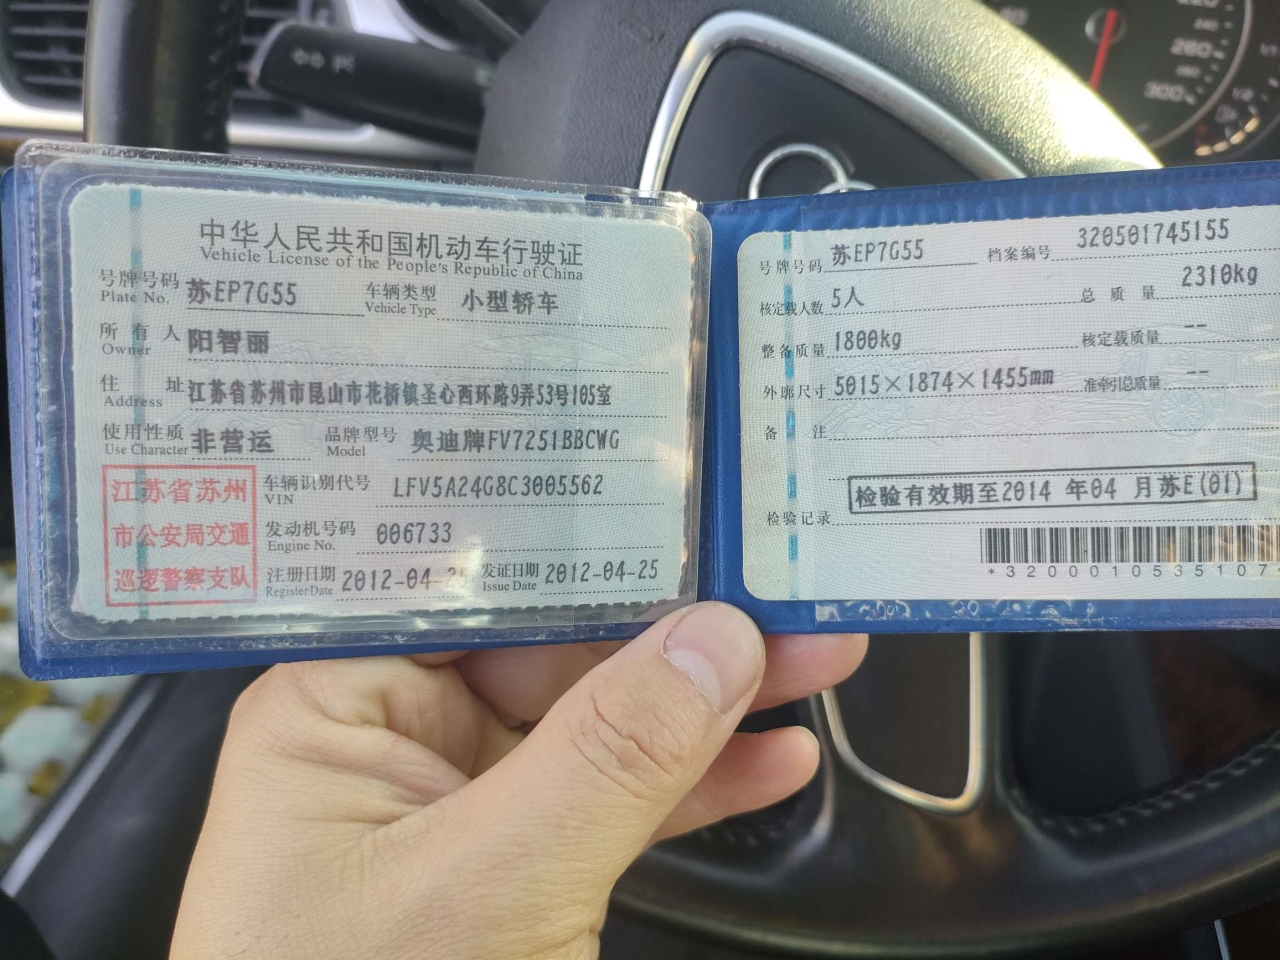 中华人民共和国机动车行驶证
Vehicle License of the People's Republic of China
号牌号码 Plate No. 苏EP7G55 车辆类型 Vehicle Type 小型轿车
所有人 Owner 阳智丽
住址 Address 江苏省苏州市昆山市花桥镇圣心西环路9弄53号105室
使用性质 Use Character 非营运 品牌型号 Model 奥迪牌FV7251BBCWG
江苏省苏州
市公安局交通
巡逻警察支队
车辆识别代号 VIN LFV5A24G8C3005562
发动机号码 Engine No. 006733
注册日期 Register Date 2012-04-25 发证日期 Issue Date 2012-04-25
号牌号码 苏EP7G55 档案编号 320501745155
核定载人数 5人 总质量 2310kg
整备质量 1800kg 核定载质量 --
外廓尺寸 5015×1874×1455mm 准牵引总质量 --
备注
检验有效期至2014 年04 月苏E(01)
检验记录
*3200010535107
220
240
260
280
300
1/2
1/1